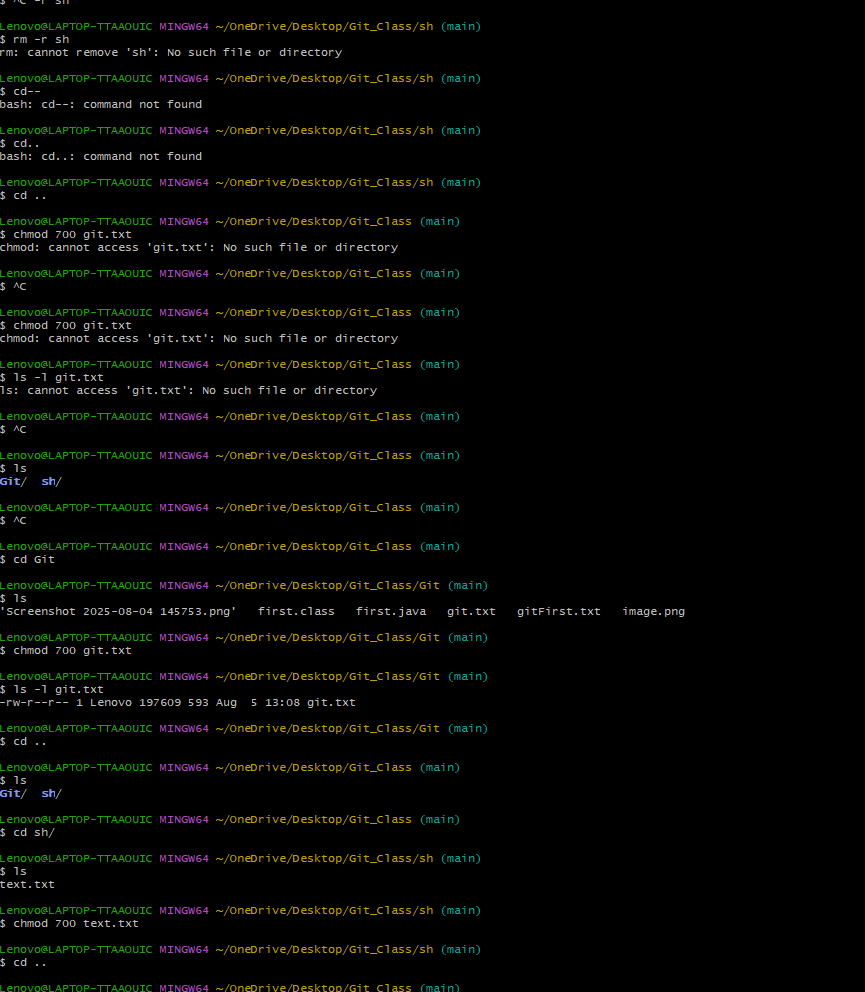 $ ^C -r sh
Lenovo@LAPTOP-TTAAOUIC MINGW64 ~/OneDrive/Desktop/Git_Class/sh (main)
$ rm -r sh
rm: cannot remove 'sh': No such file or directory
Lenovo@LAPTOP-TTAAOUIC MINGW64 ~/OneDrive/Desktop/Git_Class/sh (main)
$ cd--
bash: cd--: command not found
Lenovo@LAPTOP-TTAAOUIC MINGW64 ~/OneDrive/Desktop/Git_Class/sh (main)
$ cd..
bash: cd..: command not found
Lenovo@LAPTOP-TTAAOUIC MINGW64 ~/OneDrive/Desktop/Git_Class/sh (main)
$ cd ..
Lenovo@LAPTOP-TTAAOUIC MINGW64 ~/OneDrive/Desktop/Git_Class (main)
$ chmod 700 git.txt
chmod: cannot access 'git.txt': No such file or directory
Lenovo@LAPTOP-TTAAOUIC MINGW64 ~/OneDrive/Desktop/Git_Class (main)
$ ^C
Lenovo@LAPTOP-TTAAOUIC MINGW64 ~/OneDrive/Desktop/Git_Class (main)
$ chmod 700 git.txt
chmod: cannot access 'git.txt': No such file or directory
Lenovo@LAPTOP-TTAAOUIC MINGW64 ~/OneDrive/Desktop/Git_Class (main)
$ ls -l git.txt
ls: cannot access 'git.txt': No such file or directory
Lenovo@LAPTOP-TTAAOUIC MINGW64 ~/OneDrive/Desktop/Git_Class (main)
$ ^C
Lenovo@LAPTOP-TTAAOUIC MINGW64 ~/OneDrive/Desktop/Git_Class (main)
$ ls
Git/  sh/
Lenovo@LAPTOP-TTAAOUIC MINGW64 ~/OneDrive/Desktop/Git_Class (main)
$ ^C
Lenovo@LAPTOP-TTAAOUIC MINGW64 ~/OneDrive/Desktop/Git_Class (main)
$ cd Git
Lenovo@LAPTOP-TTAAOUIC MINGW64 ~/OneDrive/Desktop/Git_Class/Git (main)
$ ls
'Screenshot 2025-08-04 145753.png'   first.class   first.java   git.txt   gitFirst.txt   image.png
Lenovo@LAPTOP-TTAAOUIC MINGW64 ~/OneDrive/Desktop/Git_Class/Git (main)
$ chmod 700 git.txt
Lenovo@LAPTOP-TTAAOUIC MINGW64 ~/OneDrive/Desktop/Git_Class/Git (main)
$ ls -l git.txt
-rw-r--r-- 1 Lenovo 197609 593 Aug  5 13:08 git.txt
Lenovo@LAPTOP-TTAAOUIC MINGW64 ~/OneDrive/Desktop/Git_Class/Git (main)
$ cd ..
Lenovo@LAPTOP-TTAAOUIC MINGW64 ~/OneDrive/Desktop/Git_Class (main)
$ ls
Git/  sh/
Lenovo@LAPTOP-TTAAOUIC MINGW64 ~/OneDrive/Desktop/Git_Class (main)
$ cd sh/
Lenovo@LAPTOP-TTAAOUIC MINGW64 ~/OneDrive/Desktop/Git_Class/sh (main)
$ ls
text.txt
Lenovo@LAPTOP-TTAAOUIC MINGW64 ~/OneDrive/Desktop/Git_Class/sh (main)
$ chmod 700 text.txt
Lenovo@LAPTOP-TTAAOUIC MINGW64 ~/OneDrive/Desktop/Git_Class/sh (main)
$ cd ..
Lenovo@LAPTOP-TTAAOUIC MINGW64 ~/OneDrive/Desktop/Git_Class (main)